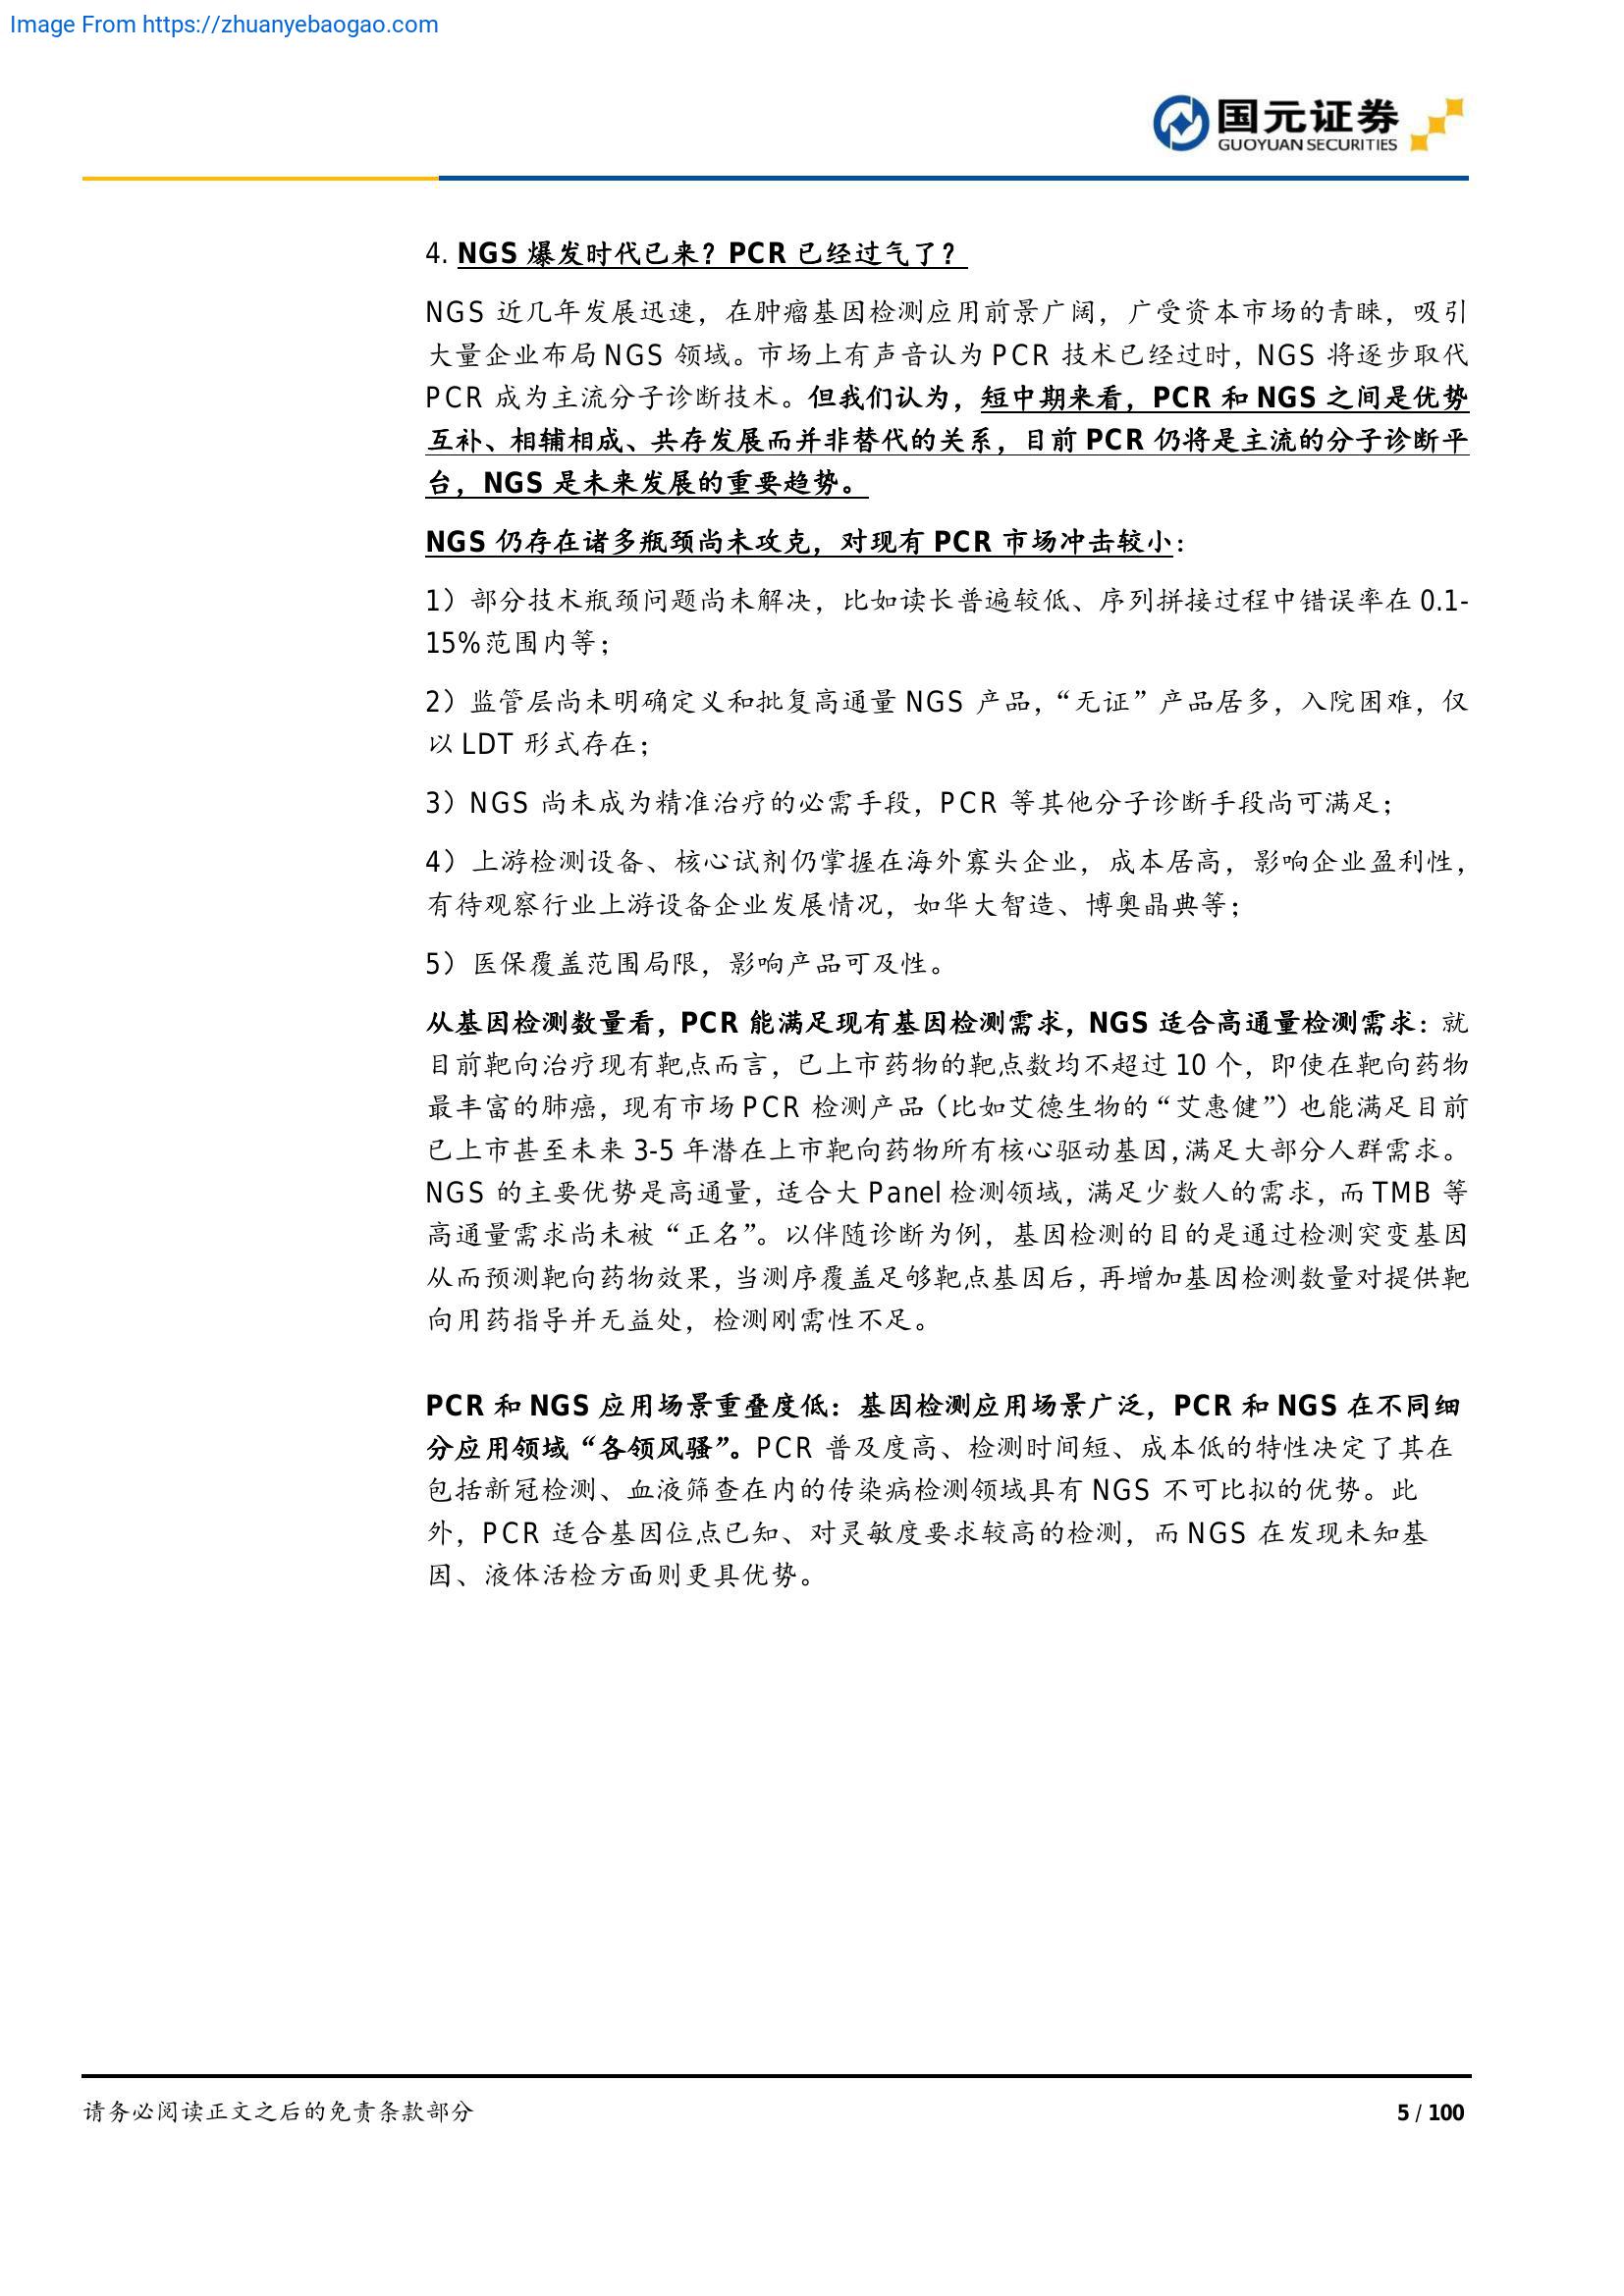 Image From https://zhuanyebaogao.com
国元证券
GUOYUAN SECURITIES
4. NGS 爆发时代已来？PCR 已经过气了？
NGS 近几年发展迅速，在肿瘤基因检测应用前景广阔，广受资本市场的青睐，吸引
大量企业布局 NGS 领域。市场上有声音认为 PCR 技术已经过时，NGS 将逐步取代
PCR 成为主流分子诊断技术。但我们认为，短中期来看，PCR 和 NGS 之间是优势
互补、相辅相成、共存发展而并非替代的关系，目前 PCR 仍将是主流的分子诊断平
台，NGS 是未来发展的重要趋势。
NGS 仍存在诸多瓶颈尚未攻克，对现有 PCR 市场冲击较小：
1）部分技术瓶颈问题尚未解决，比如读长普遍较低、序列拼接过程中错误率在 0.1-
15%范围内等；
2）监管层尚未明确定义和批复高通量 NGS 产品，“无证”产品居多，入院困难，仅
以 LDT 形式存在；
3）NGS 尚未成为精准治疗的必需手段，PCR 等其他分子诊断手段尚可满足；
4）上游检测设备、核心试剂仍掌握在海外寡头企业，成本居高，影响企业盈利性，
有待观察行业上游设备企业发展情况，如华大智造、博奥晶典等；
5）医保覆盖范围局限，影响产品可及性。
从基因检测数量看，PCR 能满足现有基因检测需求，NGS 适合高通量检测需求：就
目前靶向治疗现有靶点而言，已上市药物的靶点数均不超过 10 个，即使在靶向药物
最丰富的肺癌，现有市场 PCR 检测产品（比如艾德生物的“艾惠健”）也能满足目前
已上市甚至未来 3-5 年潜在上市靶向药物所有核心驱动基因，满足大部分人群需求。
NGS 的主要优势是高通量，适合大 Panel 检测领域，满足少数人的需求，而 TMB 等
高通量需求尚未被“正名”。以伴随诊断为例，基因检测的目的是通过检测突变基因
从而预测靶向药物效果，当测序覆盖足够靶点基因后，再增加基因检测数量对提供靶
向用药指导并无益处，检测刚需性不足。
PCR 和 NGS 应用场景重叠度低：基因检测应用场景广泛，PCR 和 NGS 在不同细
分应用领域“各领风骚”。PCR 普及度高、检测时间短、成本低的特性决定了其在
包括新冠检测、血液筛查在内的传染病检测领域具有 NGS 不可比拟的优势。此
外，PCR 适合基因位点已知、对灵敏度要求较高的检测，而 NGS 在发现未知基
因、液体活检方面则更具优势。
请务必阅读正文之后的免责条款部分
5 / 100